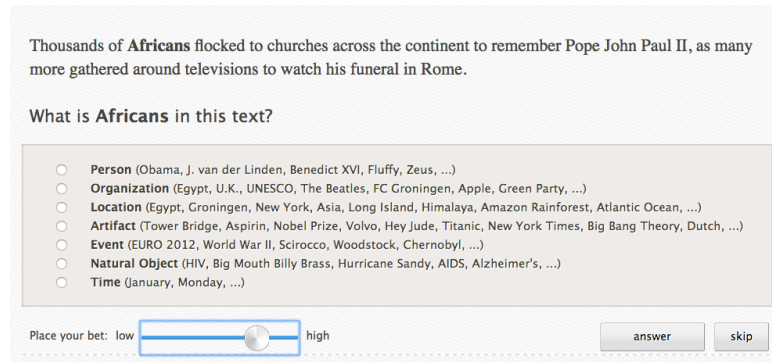 Thousands of Africans flocked to churches across the continent to remember Pope John Paul II, as many
more gathered around televisions to watch his funeral in Rome.
What is Africans in this text?
Person (Obama, J. van der Linden, Benedict XVI, Fluffy, Zeus, ...)
Organization (Egypt, U.K., UNESCO, The Beatles, FC Groningen, Apple, Green Party, ...)
Location (Egypt, Groningen, New York, Asia, Long Island, Himalaya, Amazon Rainforest, Atlantic Ocean, ...)
Artifact (Tower Bridge, Aspirin, Nobel Prize, Volvo, Hey Jude, Titanic, New York Times, Big Bang Theory, Dutch, ...)
Event (EURO 2012, World War II, Scirocco, Woodstock, Chernobyl, ...)
Natural Object (HIV, Big Mouth Billy Brass, Hurricane Sandy, AIDS, Alzheimer's, ...)
Time (January, Monday, ...)
Place your bet: low high answer skip